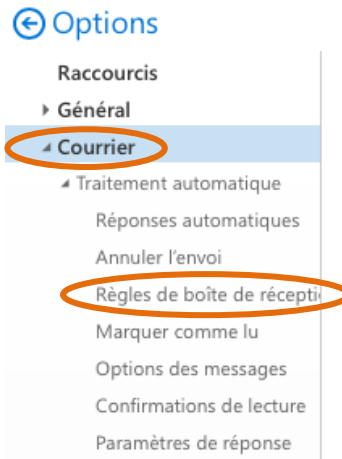 Options
Raccourcis
Général
Courrier
Traitement automatique
Réponses automatiques
Annuler l'envoi
Règles de boîte de récepti
Marquer comme lu
Options des messages
Confirmations de lecture
Paramètres de réponse